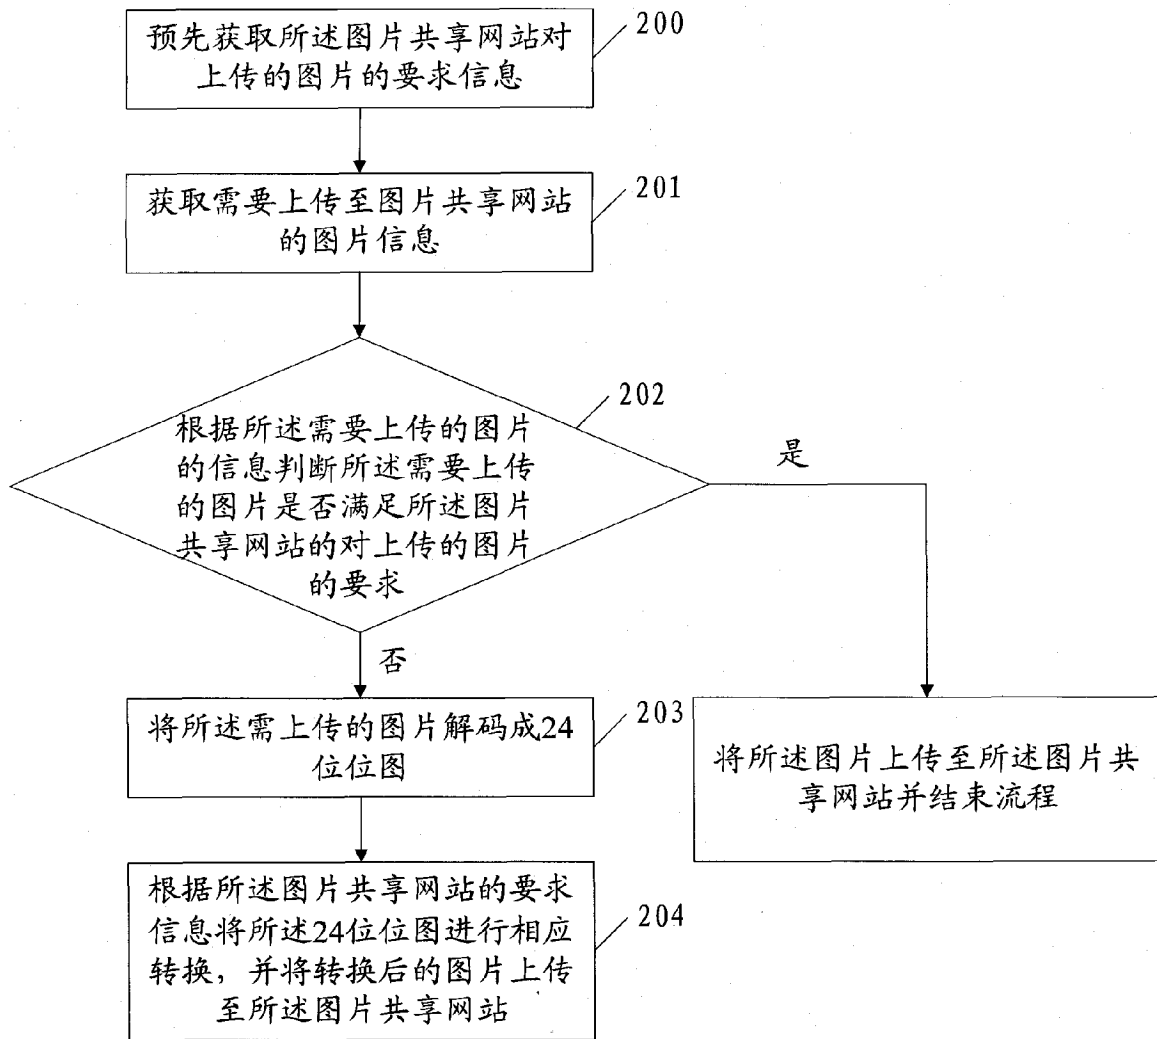 预先获取所述图片共享网站对
上传的图片的要求信息
200
获取需要上传至图片共享网站
的图片信息
201
根据所述需要上传的图片
的信息判断所述需要上传
的图片是否满足所述图片
共享网站的对上传的图片
的要求
202
是
否
将所述需上传的图片解码成24
位位图
203
将所述图片上传至所述图片共
享网站并结束流程
根据所述图片共享网站的要求
信息将所述24位位图进行相应
转换，并将转换后的图片上传
至所述图片共享网站
204